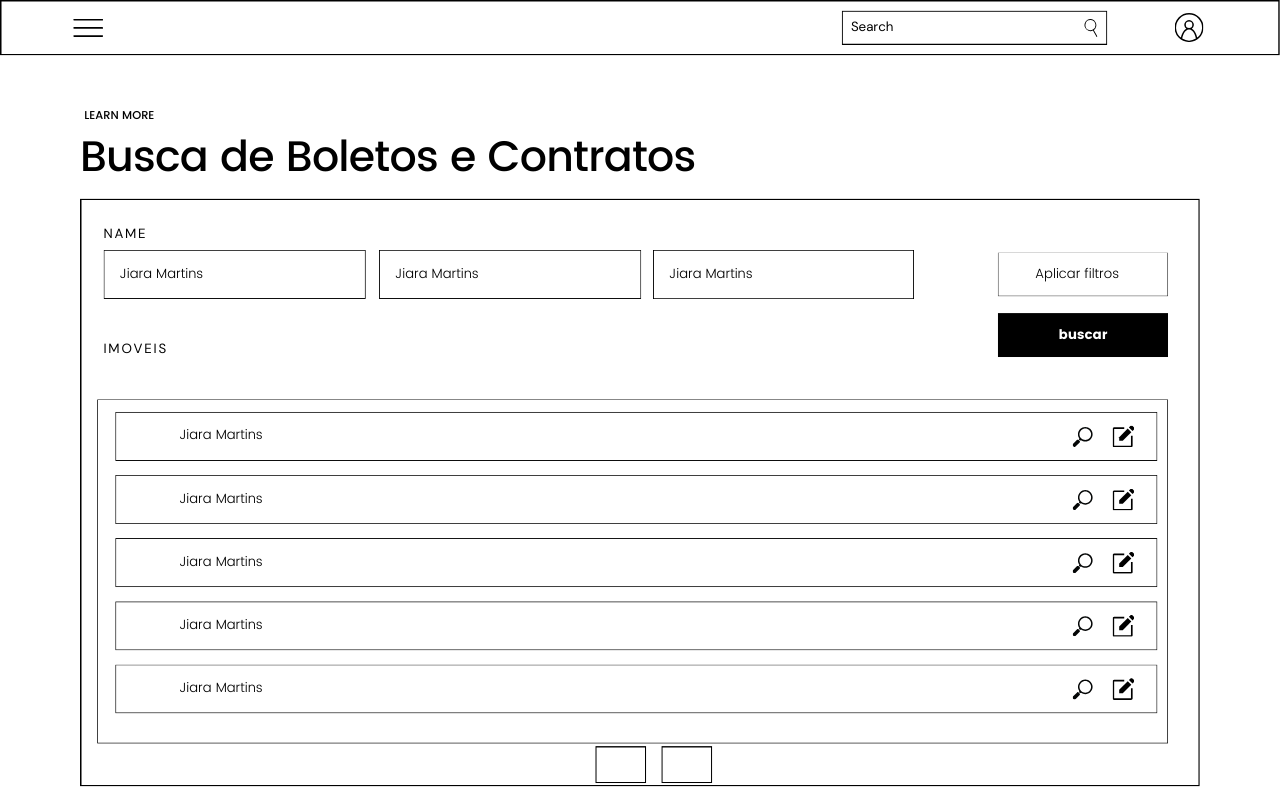 Search
LEARN MORE
Busca de Boletos e Contratos
NAME
Jiara Martins
Jiara Martins
Jiara Martins
Aplicar filtros
buscar
IMOVEIS
Jiara Martins
Jiara Martins
Jiara Martins
Jiara Martins
Jiara Martins